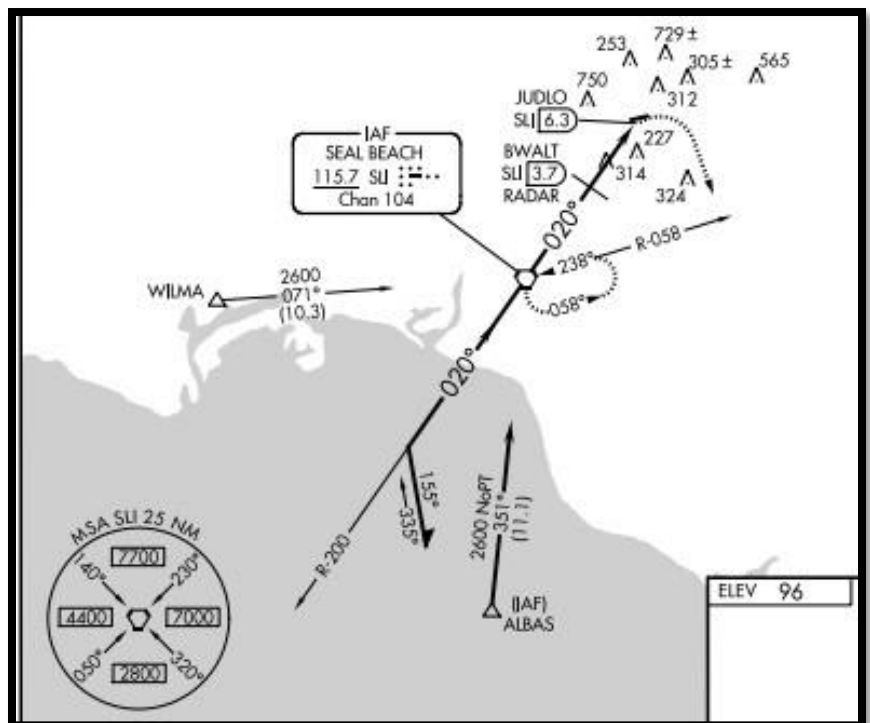 253
729±
305±
565
750
312
JUDLO
SLI 6.3
227
BWALT
SLI 3.7
RADAR
314
324
IAF
SEAL BEACH
115.7 SLI
Chan 104
020°
R-058
238°
058°
WILMA
2600
071°
(10.3)
020°
155°
335°
R-200
2600 NoPT
351°
(11.1)
(IAF)
ALBAS
MSA SLI 25 NM
140°
7700
230°
4400
7000
050°
2800
320°
ELEV 96